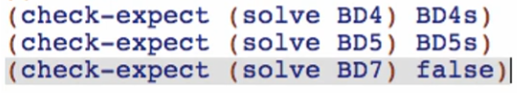 (check-expect (solve BD4) BD4s)
(check-expect (solve BD5) BD5s)
(check-expect (solve BD7) false)